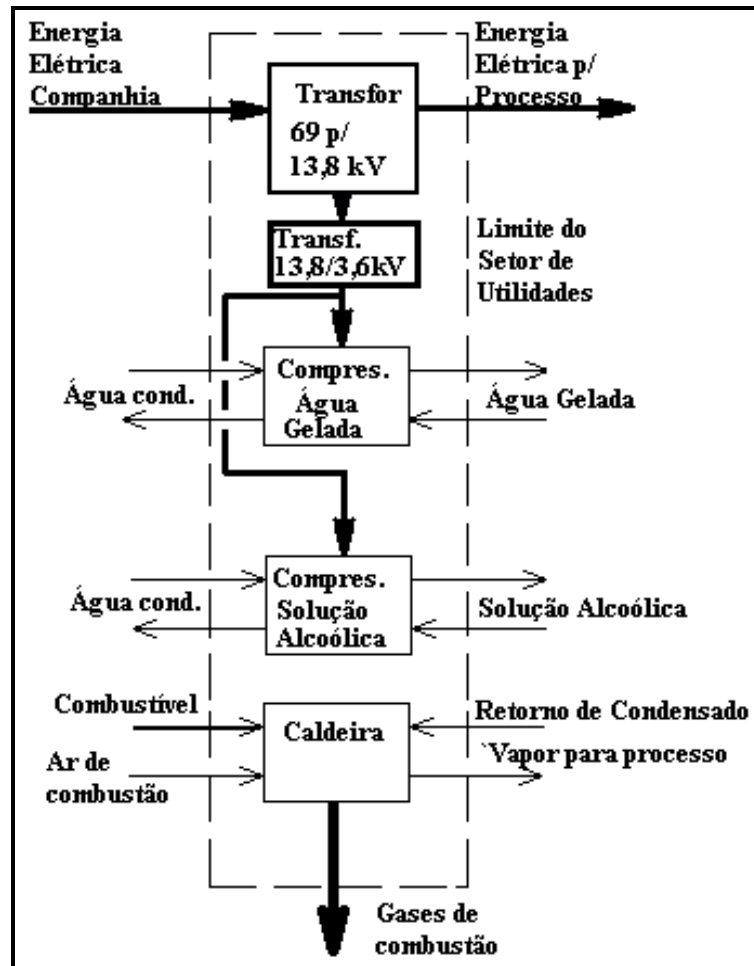 Energia
Elétrica
Companhia
Energia
Elétrica p/
Processo
Transfor
69 p/
13,8 kV
Transf.
13,8/3,6kV
Limite do
Setor de
Utilidades
Compres.
Água
Gelada
Água cond.
Água Gelada
Compres.
Solução
Alcoólica
Água cond.
Solução Alcoólica
Combustível
Caldeira
Retorno de Condensado
Ar de
combustão
`Vapor para processo
Gases de
combustão